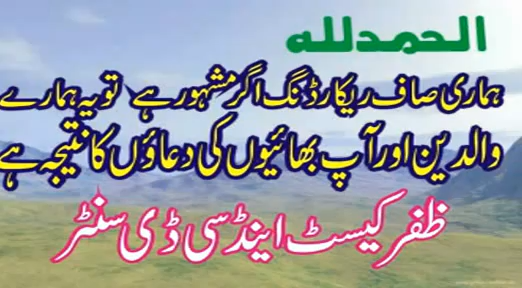 الحمدلله
ہماری صاف ریکارڈنگ اگر مشہور ہے تو یہ ہمارے
والدین اور آپ بھائیوں کی دعاؤں کا نتیجہ ہے
ظفر کیسٹ اینڈ سی ڈی سنٹر